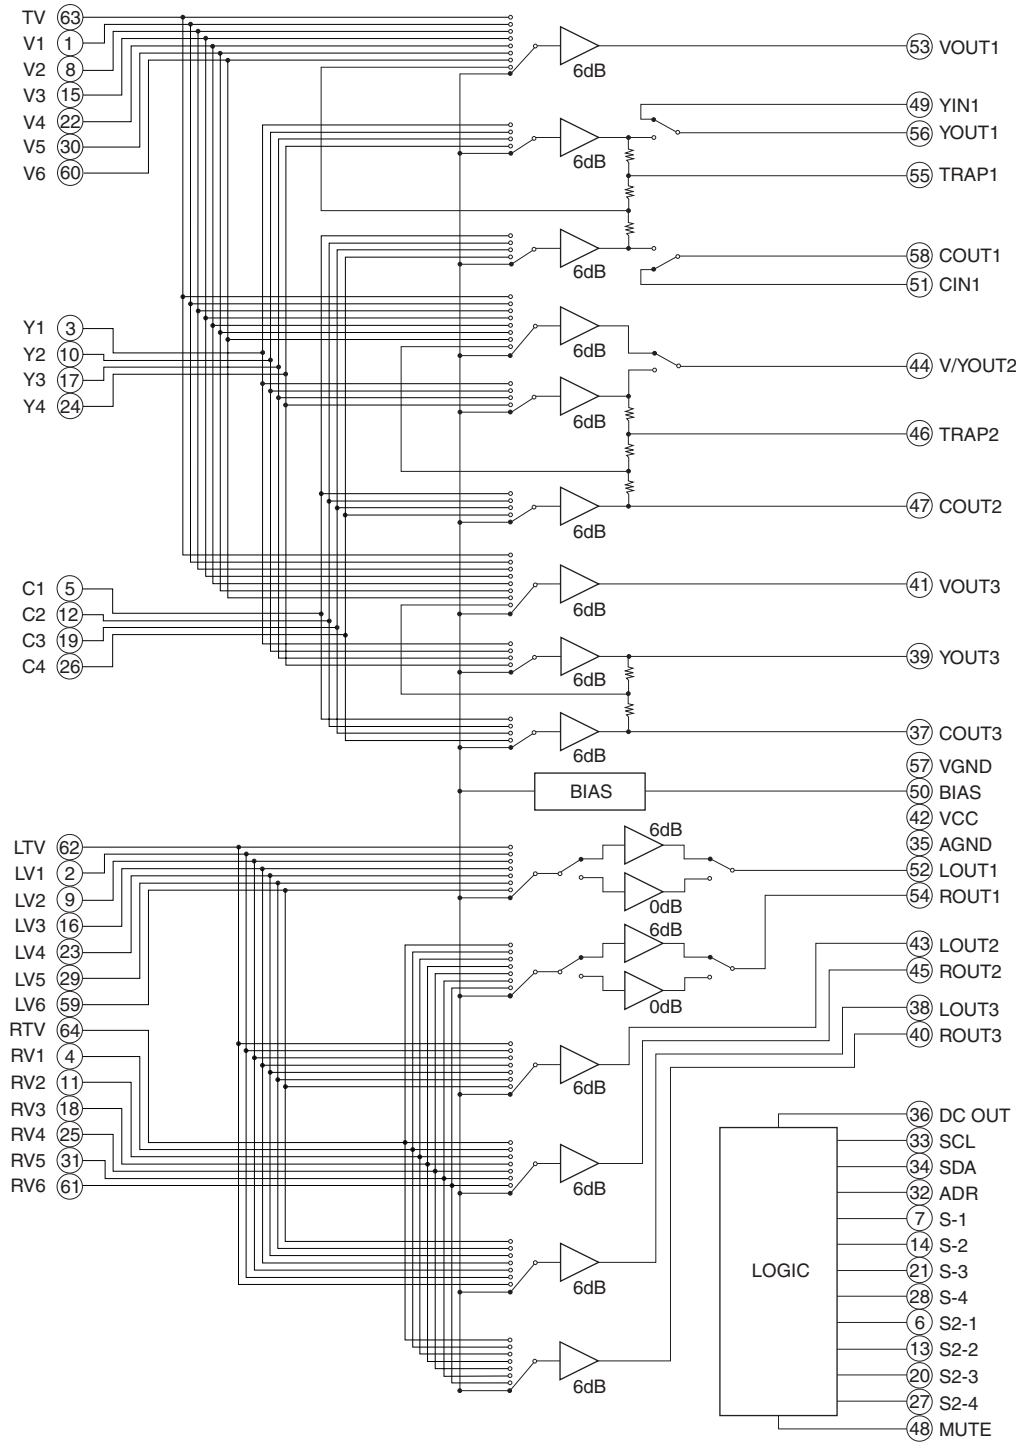 TV 63
V1 1
V2 8
V3 15
V4 22
V5 30
V6 60
6dB
53 VOUT1
49 YIN1
56 YOUT1
6dB
55 TRAP1
58 COUT1
6dB
51 CIN1
Y1 3
Y2 10
Y3 17
Y4 24
6dB
44 V/YOUT2
6dB
46 TRAP2
47 COUT2
6dB
C1 5
C2 12
C3 19
C4 26
41 VOUT3
6dB
39 YOUT3
6dB
37 COUT3
6dB
57 VGND
BIAS
50 BIAS
42 VCC
35 AGND
LTV 62
LV1 2
LV2 9
LV3 16
LV4 23
LV5 29
LV6 59
RTV 64
RV1 4
RV2 11
RV3 18
RV4 25
RV5 31
RV6 61
6dB
0dB
52 LOUT1
54 ROUT1
6dB
0dB
43 LOUT2
45 ROUT2
38 LOUT3
40 ROUT3
6dB
6dB
6dB
6dB
LOGIC
36 DC OUT
33 SCL
34 SDA
32 ADR
7 S-1
14 S-2
21 S-3
28 S-4
6 S2-1
13 S2-2
20 S2-3
27 S2-4
48 MUTE